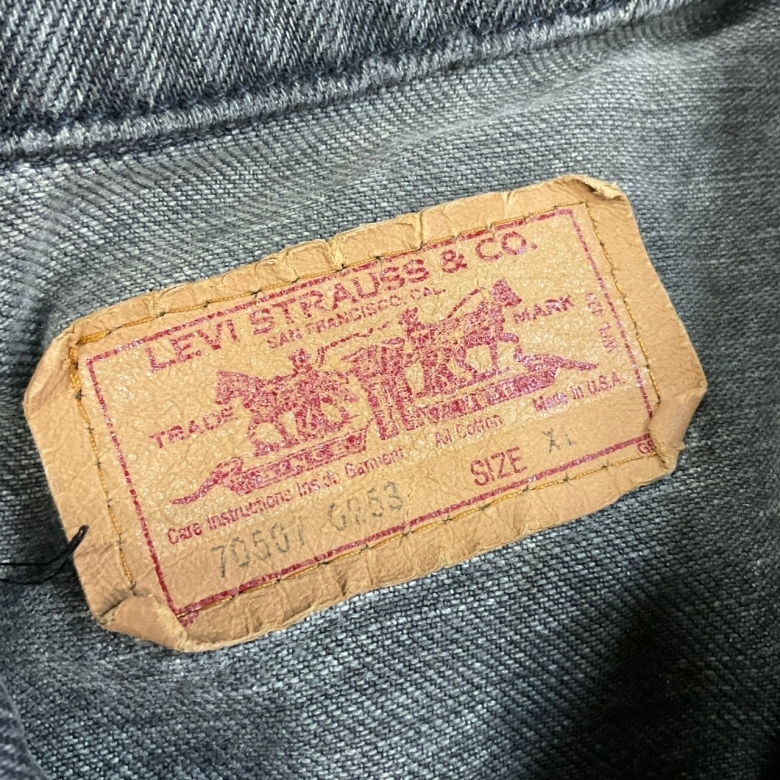 LEVI STRAUSS & CO.
SAN FRANCISCO, CAL.
TRADE MARK
Care Instructions Inside Garment All Cotton Made in U.S.A.
70507 0253 SIZE XL